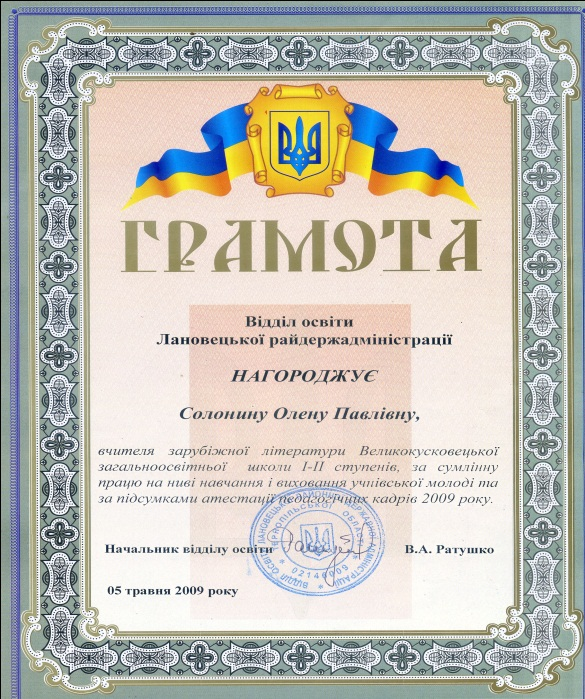 ГРАМОТА
Відділ освіти
Лановецької райдержадміністрації
НАГОРОДЖУЄ
Солонину Олену Павлівну,
вчителя зарубіжної літератури Великокусковецької
загальноосвітньої школи І-ІІ ступенів, за сумлінну
працю на ниві навчання і виховання учнівської молоді та
за підсумками атестації педагогічних кадрів 2009 року.
Начальник відділу освіти В.А. Ратушко
05 травня 2009 року